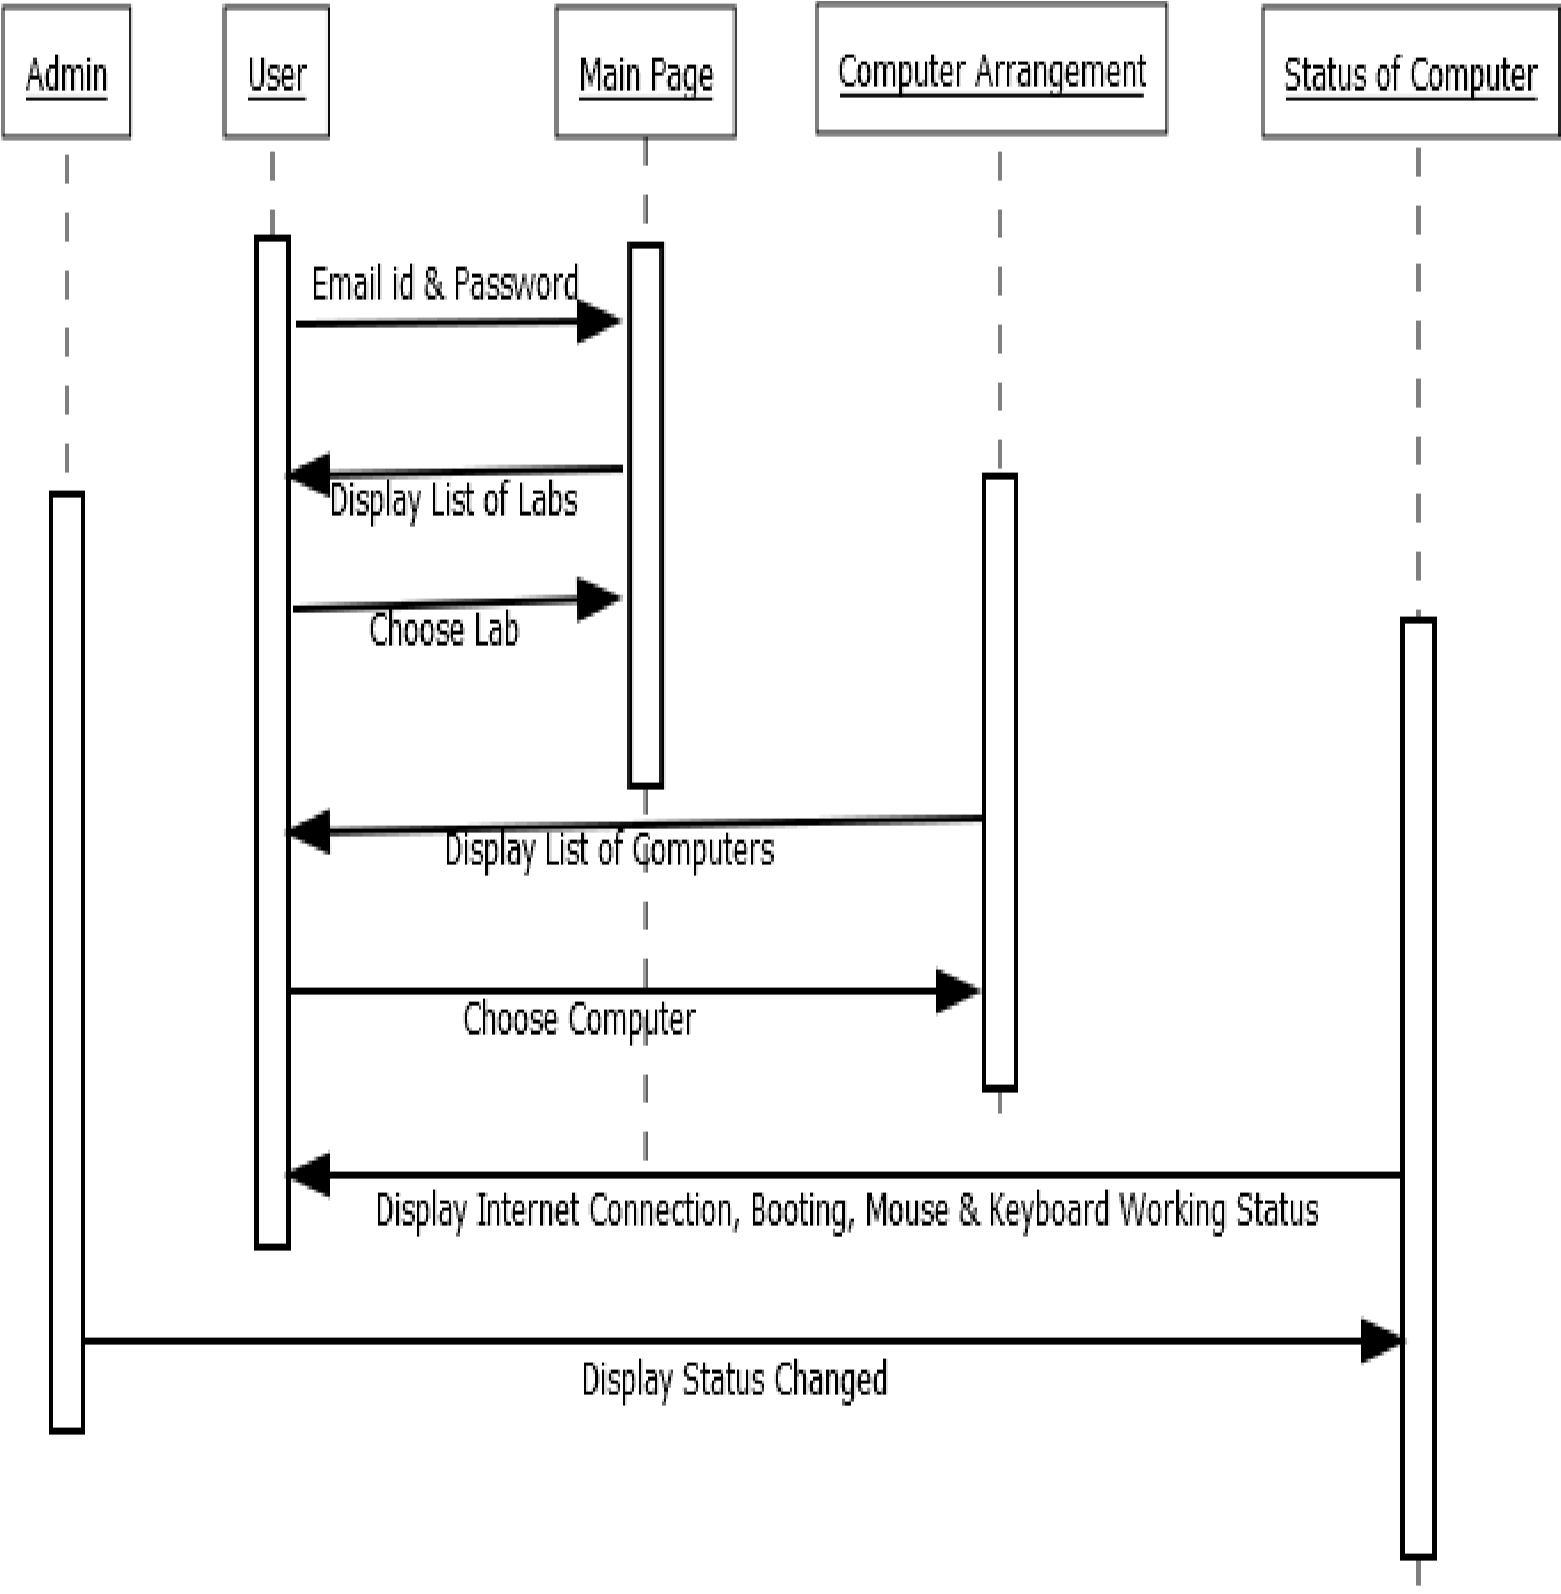 Admin
User
Main Page
Computer Arrangement
Status of Computer
Email id & Password
Display List of Labs
Choose Lab
Display List of Computers
Choose Computer
Display Internet Connection, Booting, Mouse & Keyboard Working Status
Display Status Changed